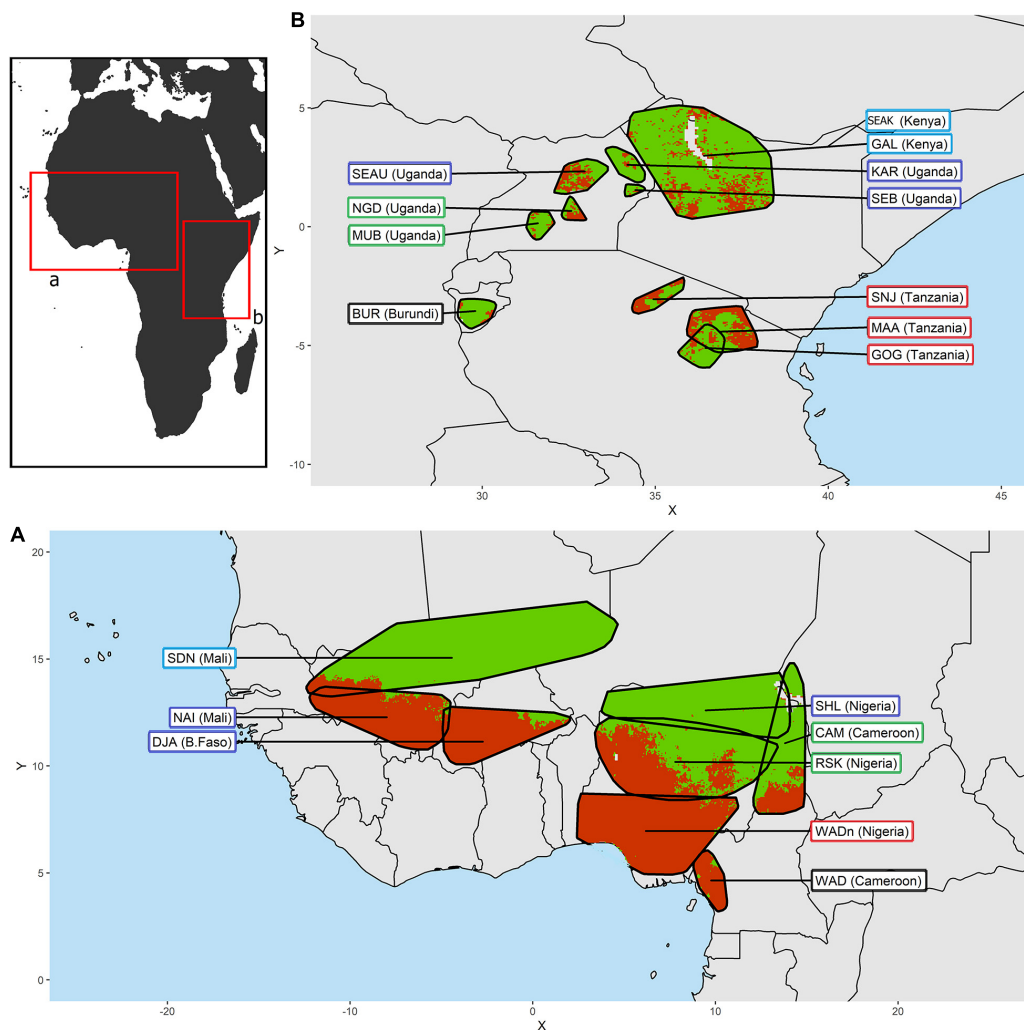 B
a
b
Y
5
0
-5
-10
SEAK (Kenya)
GAL (Kenya)
SEAU (Uganda)
KAR (Uganda)
SEB (Uganda)
NGD (Uganda)
MUB (Uganda)
BUR (Burundi)
SNJ (Tanzania)
MAA (Tanzania)
GOG (Tanzania)
30 35 40 45
X
A
Y
20
15
10
5
0
SDN (Mali)
NAI (Mali)
DJA (B.Faso)
SHL (Nigeria)
CAM (Cameroon)
RSK (Nigeria)
WADn (Nigeria)
WAD (Cameroon)
-20 -10 0 10 20
X